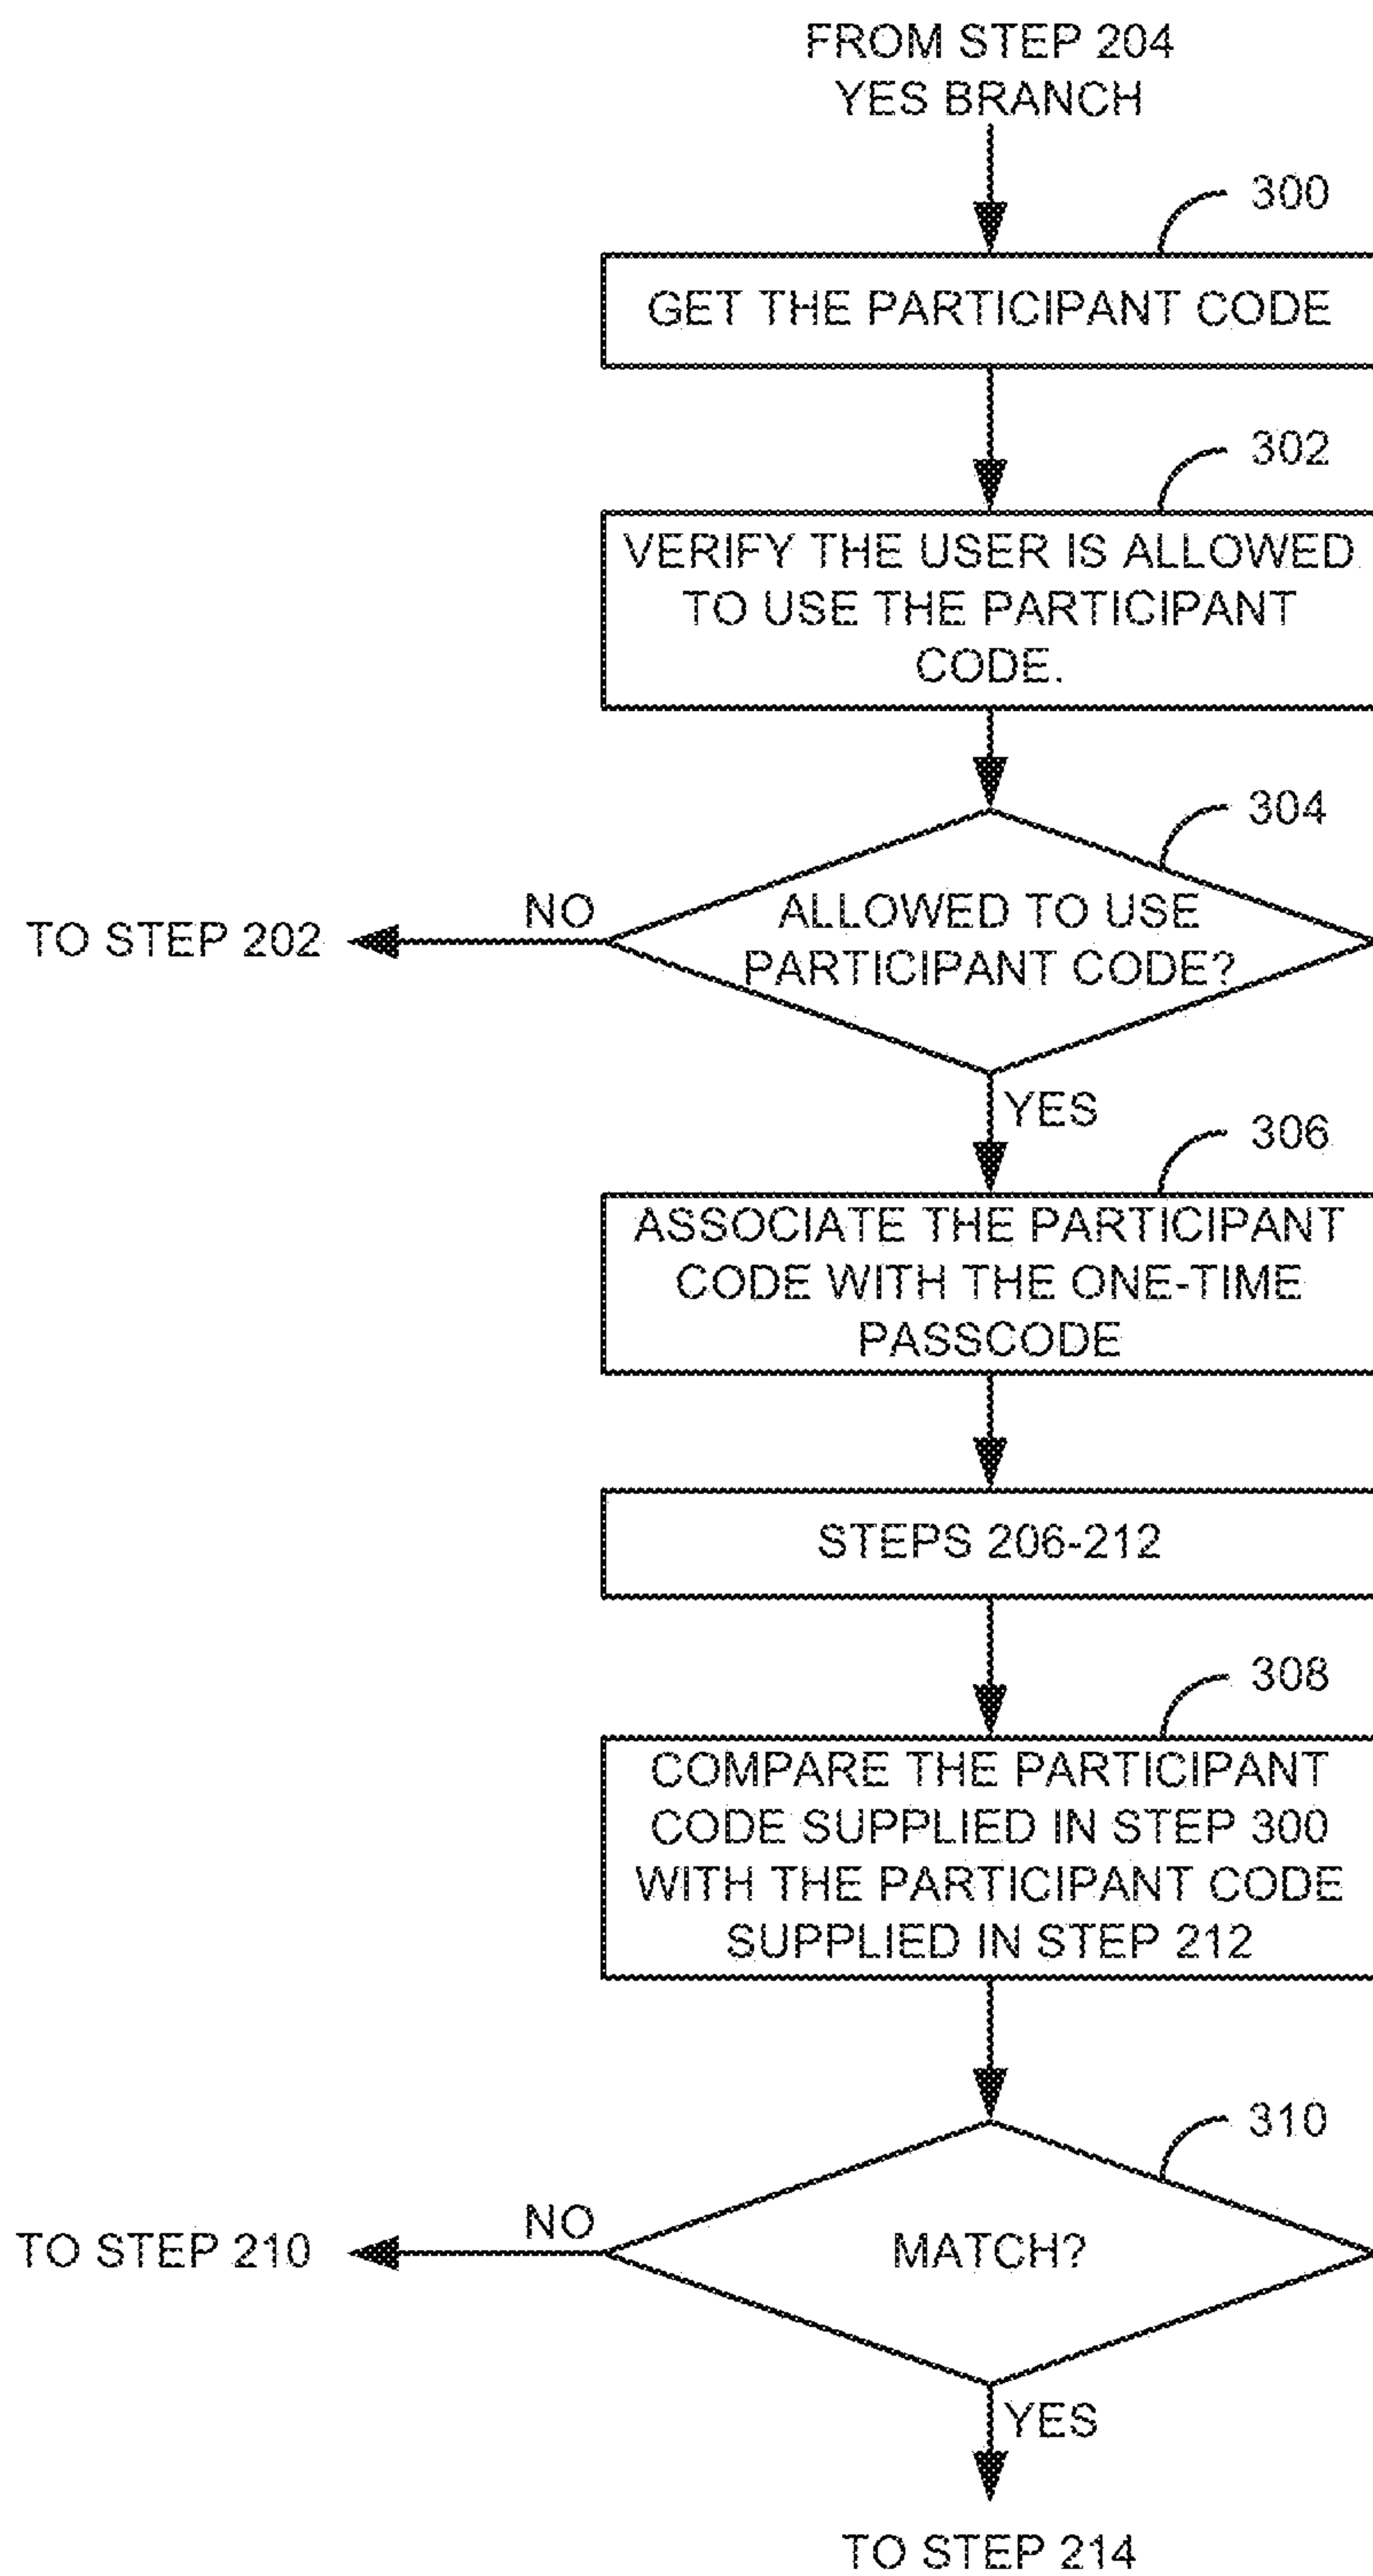 FROM STEP 204
YES BRANCH
300
GET THE PARTICIPANT CODE
302
VERIFY THE USER IS ALLOWED
TO USE THE PARTICIPANT
CODE.
304
NO
ALLOWED TO USE
TO STEP 202
PARTICIPANT CODE?
YES
306
ASSOCIATE THE PARTICIPANT
CODE WITH THE ONE-TIME
PASSCODE
STEPS 206-212
308
COMPARE THE PARTICIPANT
CODE SUPPLIED IN STEP 300
WITH THE PARTICIPANT CODE
SUPPLIED IN STEP 212
310
NO
TO STEP 210
MATCH?
YES
TO STEP 214